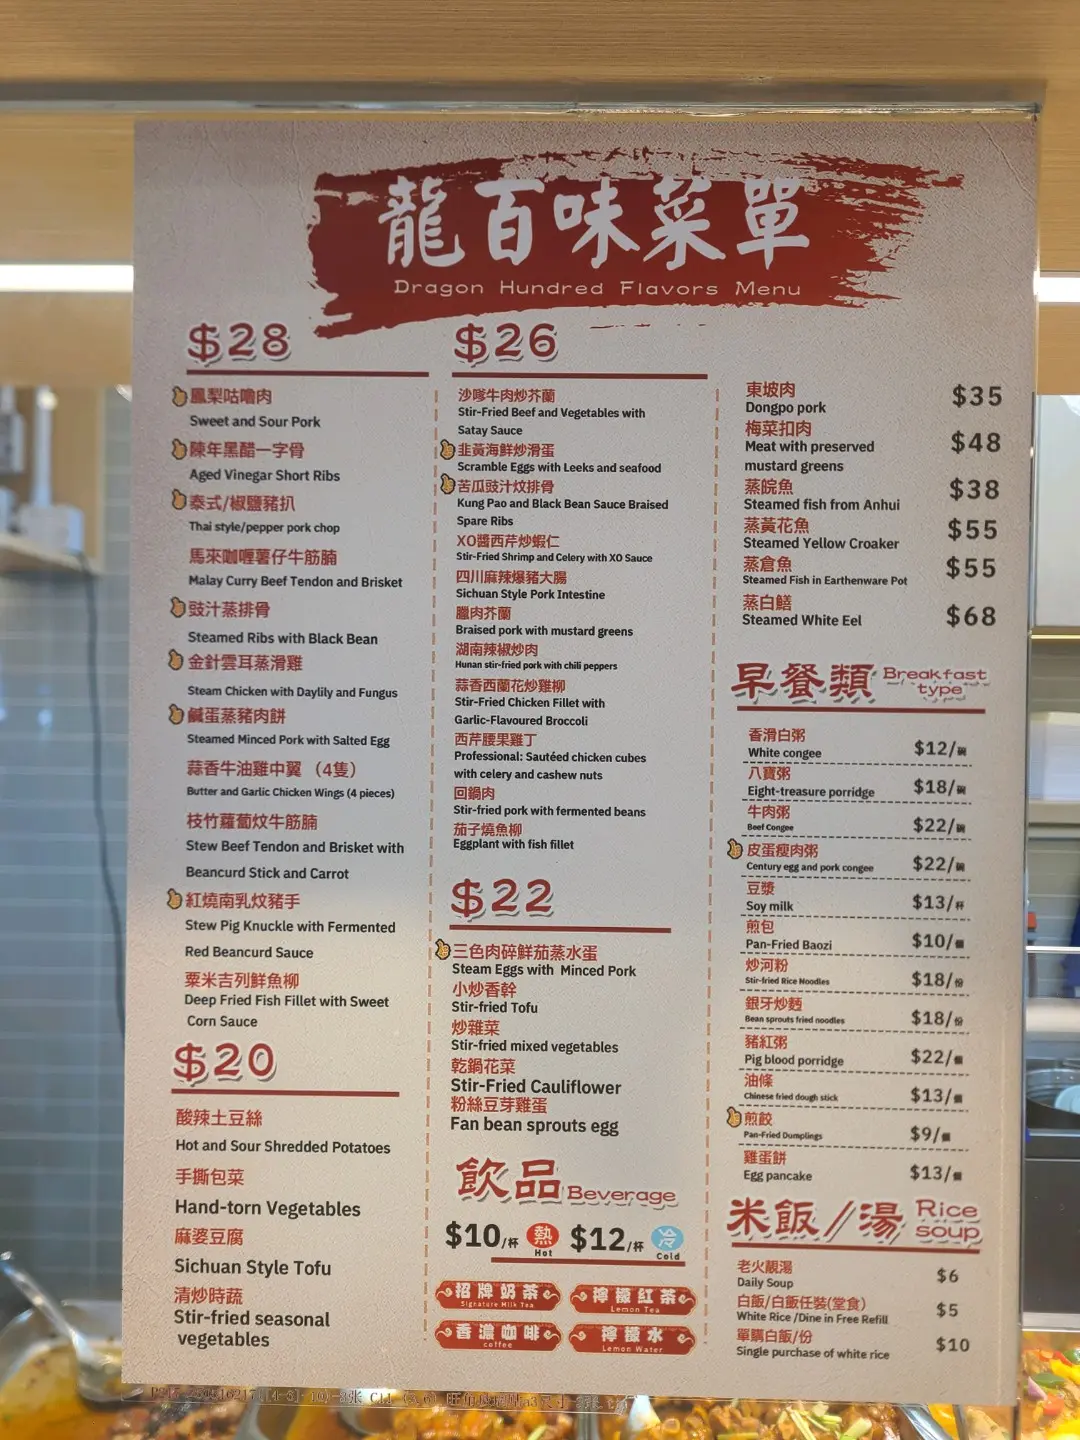 龍百味菜單
Dragon Hundred Flavors Menu
$28
鳳梨咕嚕肉
Sweet and Sour Pork
陳年黑醋一字骨
Aged Vinegar Short Ribs
泰式/椒鹽豬扒
Thai style/pepper pork chop
馬來咖喱薯仔牛筋腩
Malay Curry Beef Tendon and Brisket
豉汁蒸排骨
Steamed Ribs with Black Bean
金針雲耳蒸滑雞
Steam Chicken with Daylily and Fungus
鹹蛋蒸豬肉餅
Steamed Minced Pork with Salted Egg
蒜香牛油雞中翼 （4隻）
Butter and Garlic Chicken Wings (4 pieces)
枝竹蘿蔔炆牛筋腩
Stew Beef Tendon and Brisket with
Beancurd Stick and Carrot
紅燒南乳炆豬手
Stew Pig Knuckle with Fermented
Red Beancurd Sauce
粟米吉列鮮魚柳
Deep Fried Fish Fillet with Sweet
Corn Sauce
$20
酸辣土豆絲
Hot and Sour Shredded Potatoes
手撕包菜
Hand-torn Vegetables
麻婆豆腐
Sichuan Style Tofu
清炒時蔬
Stir-fried seasonal
vegetables
$26
沙嗲牛肉炒芥蘭
Stir-Fried Beef and Vegetables with
Satay Sauce
韭黃海鮮炒滑蛋
Scramble Eggs with Leeks and seafood
苦瓜豉汁炆排骨
Kung Pao and Black Bean Sauce Braised
Spare Ribs
XO醬西芹炒蝦仁
Stir-Fried Shrimp and Celery with XO Sauce
四川麻辣爆豬大腸
Sichuan Style Pork Intestine
臘肉芥蘭
Braised pork with mustard greens
湖南辣椒炒肉
Hunan stir-fried pork with chili peppers
蒜香西蘭花炒雞柳
Stir-Fried Chicken Fillet with
Garlic-Flavoured Broccoli
西芹腰果雞丁
Professional: Sautéed chicken cubes
with celery and cashew nuts
回鍋肉
Stir-fried pork with fermented beans
茄子燒魚柳
Eggplant with fish fillet
$22
三色肉碎鮮茄蒸水蛋
Steam Eggs with Minced Pork
小炒香幹
Stir-fried Tofu
炒雜菜
Stir-fried mixed vegetables
乾鍋花菜
Stir-Fried Cauliflower
粉絲豆芽雞蛋
Fan bean sprouts egg
飲品 Beverage
$10/杯 熱 Hot $12/杯 冷 Cold
招牌奶茶 檸檬紅茶
Signature Milk Tea Lemon Tea
香濃咖啡 檸檬水
coffee Lemon Water
東坡肉 $35
Dongpo pork
梅菜扣肉 $48
Meat with preserved
mustard greens
蒸皖魚 $38
Steamed fish from Anhui
蒸黃花魚 $55
Steamed Yellow Croaker
蒸倉魚 $55
Steamed Fish in Earthenware Pot
蒸白鱔 $68
Steamed White Eel
早餐類 Breakfast type
香滑白粥 $12/碗
White congee
八寶粥 $18/碗
Eight-treasure porridge
牛肉粥 $22/碗
Beef Congee
皮蛋瘦肉粥 $22/碗
Century egg and pork congee
豆漿 $13/杯
Soy milk
煎包 $10/個
Pan-Fried Baozi
炒河粉 $18/份
Stir-fried Rice Noodles
銀牙炒麵 $18/份
Bean sprouts fried noodles
豬紅粥 $22/個
Pig blood porridge
油條 $13/個
Chinese fried dough stick
煎餃 $9/個
Pan-Fried Dumplings
雞蛋餅 $13/個
Egg pancake
米飯/湯 Rice soup
老火靚湯 $6
Daily Soup
白飯/白飯任裝(堂食) $5
White Rice /Dine in Free Refill
單購白飯/份 $10
Single purchase of white rice